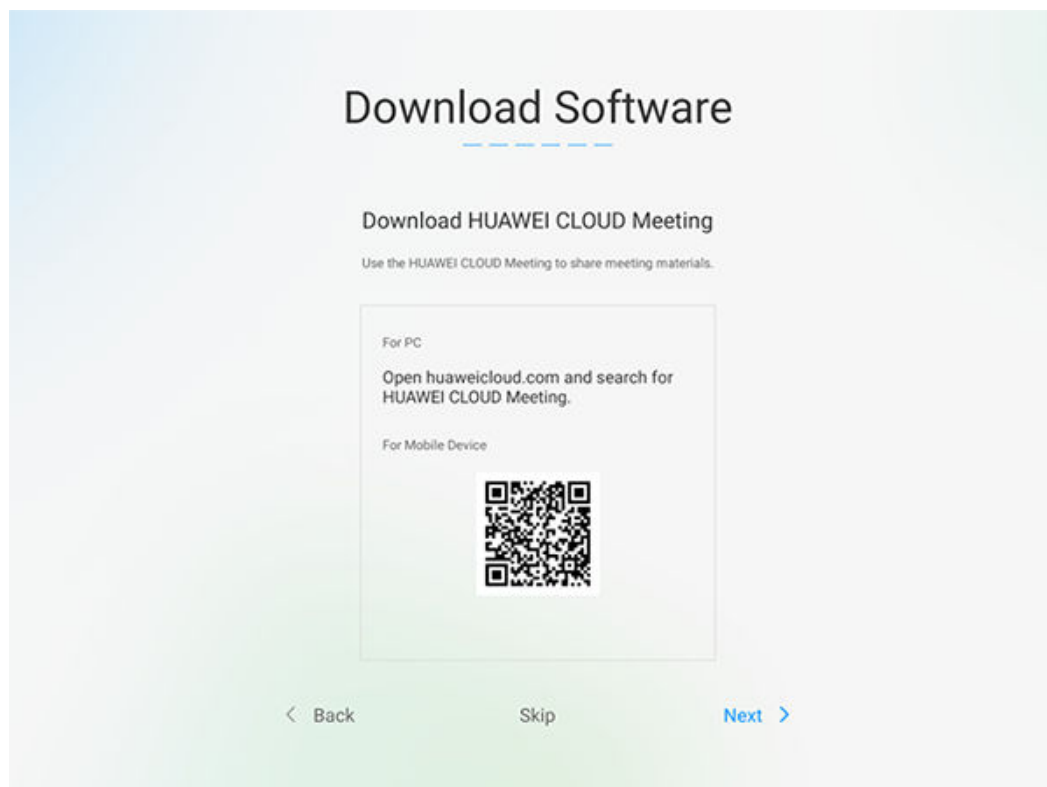 Download Software
Download HUAWEI CLOUD Meeting
Use the HUAWEI CLOUD Meeting to share meeting materials.
For PC
Open huaweicloud.com and search for
HUAWEI CLOUD Meeting.
For Mobile Device
Back Skip Next